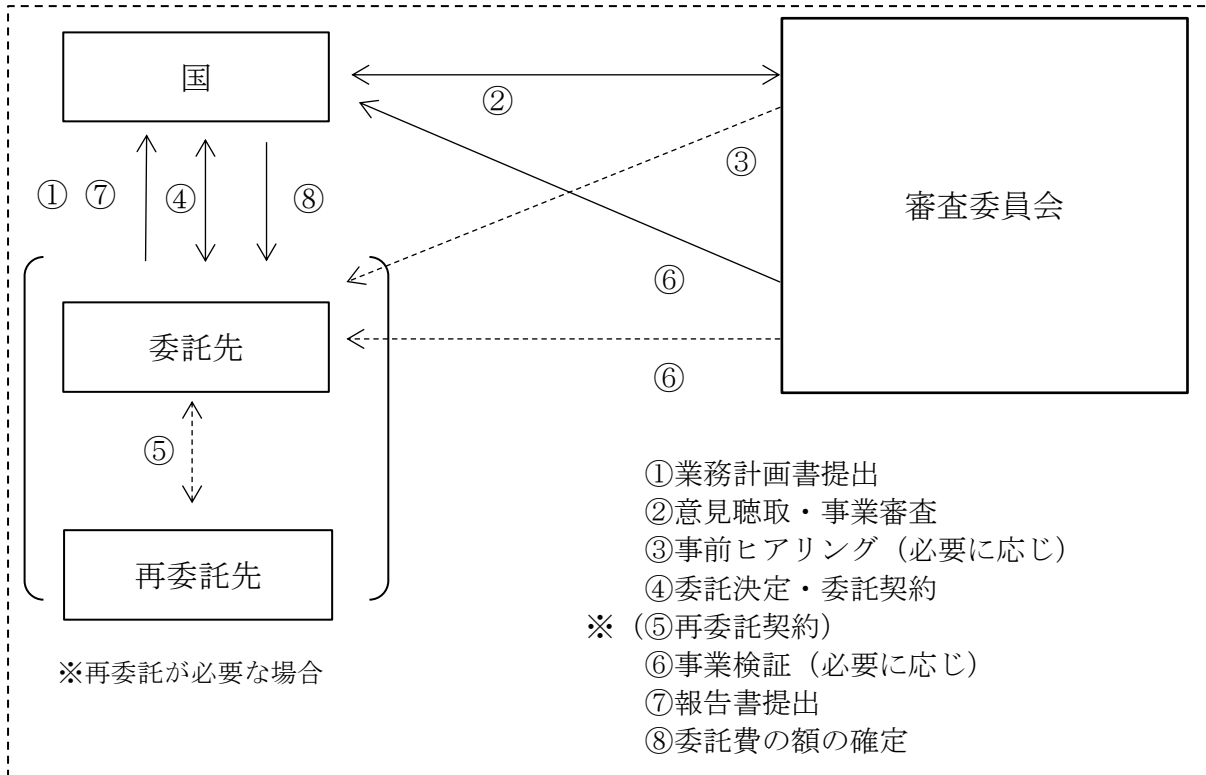 国
②
③
① ⑦
④
⑧
審査委員会
⑥
委託先
⑥
⑤
再委託先
※再委託が必要な場合
①業務計画書提出
②意見聴取・事業審査
③事前ヒアリング（必要に応じ）
④委託決定・委託契約
※（⑤再委託契約）
⑥事業検証（必要に応じ）
⑦報告書提出
⑧委託費の額の確定